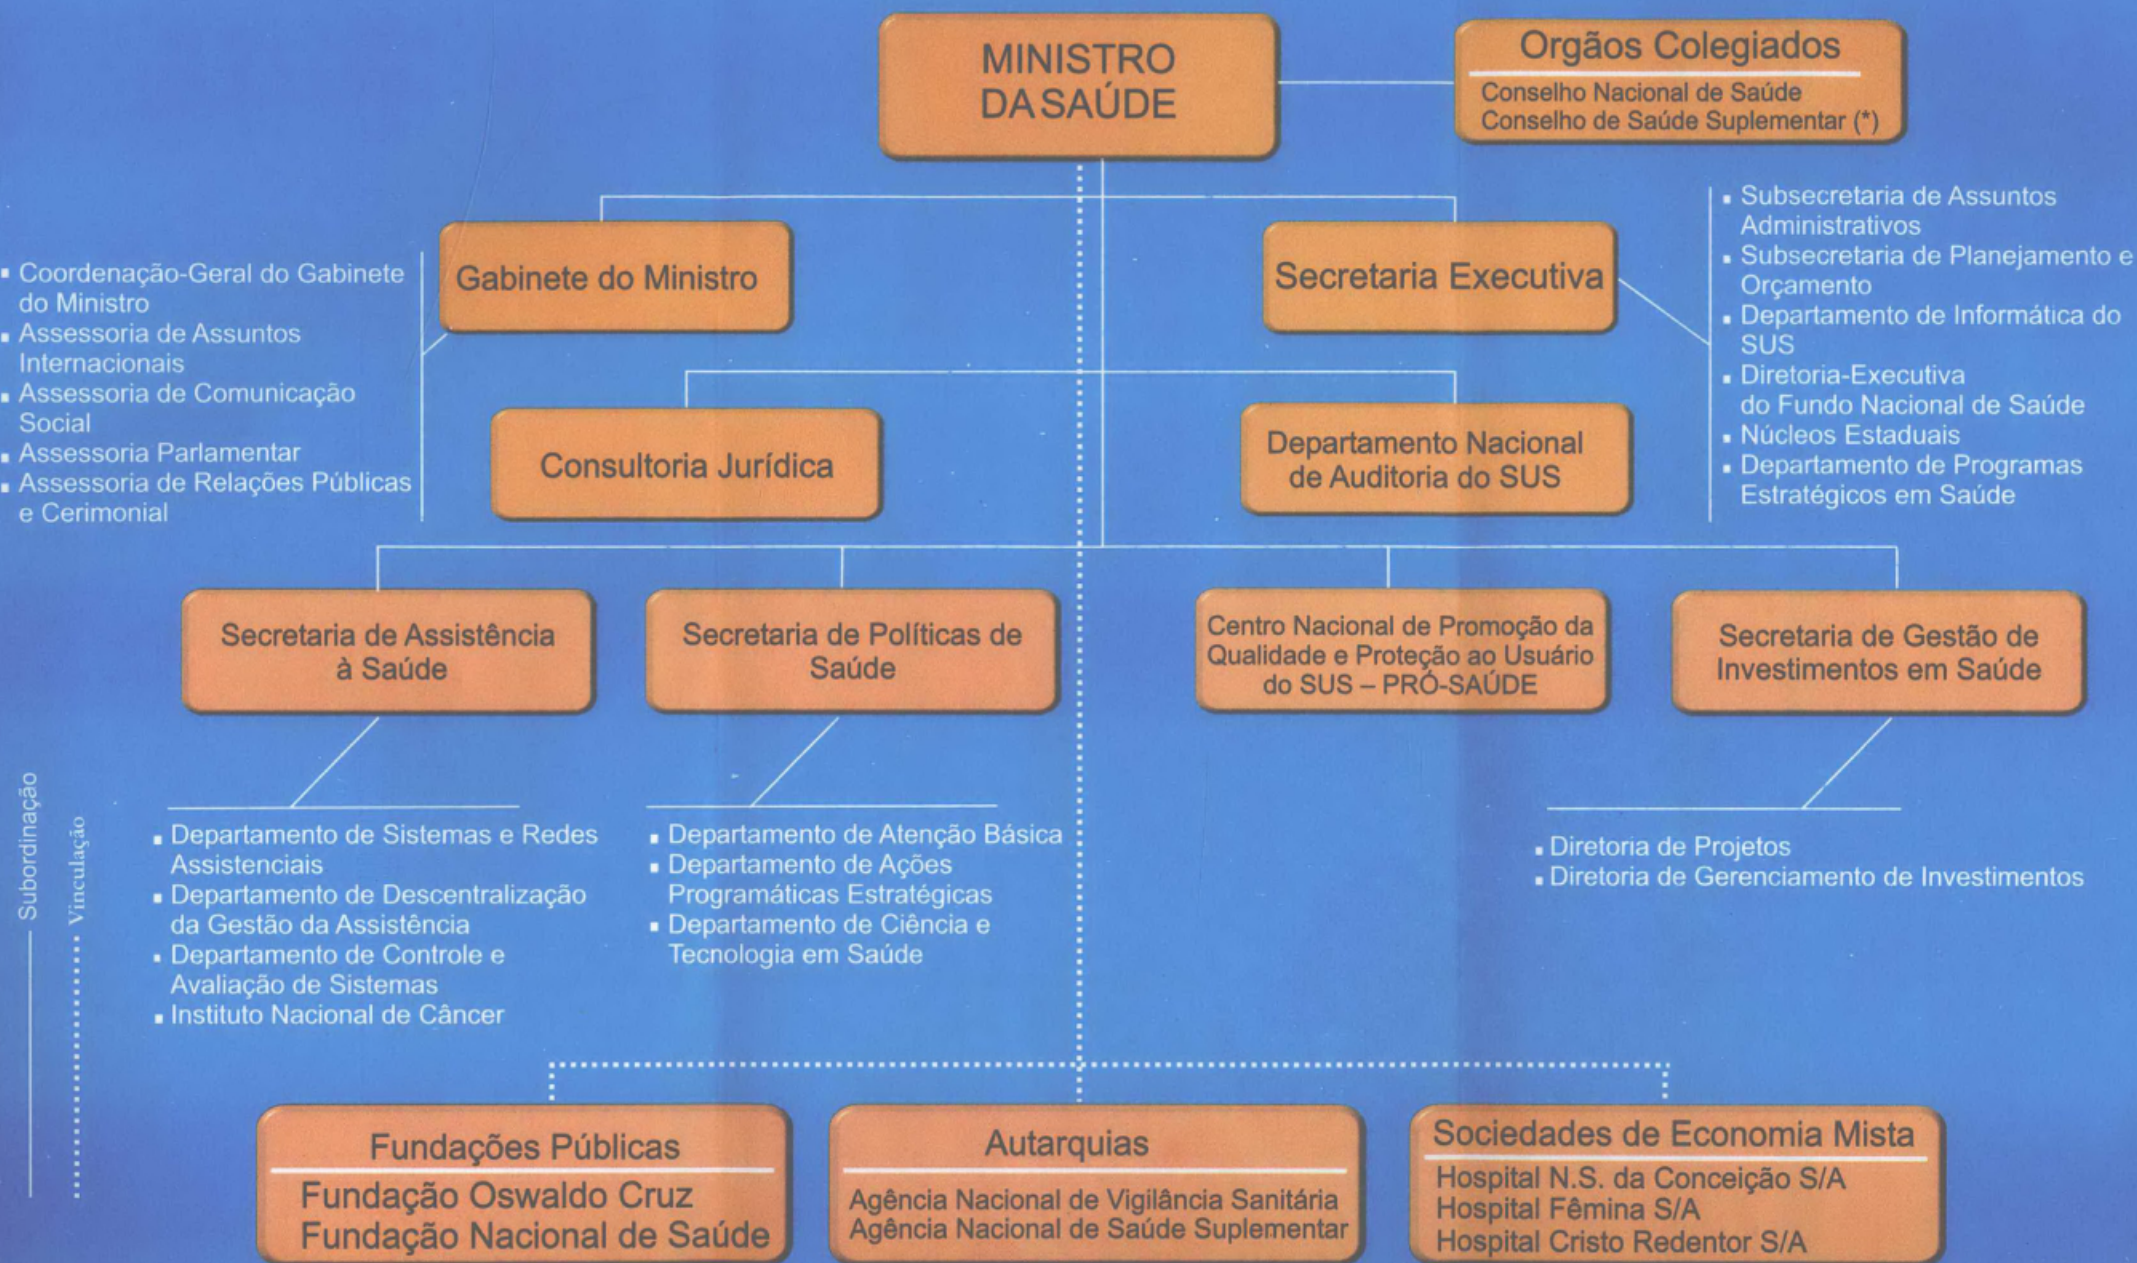 MINISTRO
DA SAÚDE
Orgãos Colegiados
Conselho Nacional de Saúde
Conselho de Saúde Suplementar (*)
Gabinete do Ministro
▪ Coordenação-Geral do Gabinete
do Ministro
▪ Assessoria de Assuntos
Internacionais
▪ Assessoria de Comunicação
Social
▪ Assessoria Parlamentar
▪ Assessoria de Relações Públicas
e Cerimonial
Secretaria Executiva
▪ Subsecretaria de Assuntos
Administrativos
▪ Subsecretaria de Planejamento e
Orçamento
▪ Departamento de Informática do
SUS
▪ Diretoria-Executiva
do Fundo Nacional de Saúde
▪ Núcleos Estaduais
▪ Departamento de Programas
Estratégicos em Saúde
Consultoria Jurídica
Departamento Nacional
de Auditoria do SUS
Secretaria de Assistência
à Saúde
Secretaria de Políticas de
Saúde
Centro Nacional de Promoção da
Qualidade e Proteção ao Usuário
do SUS – PRÓ-SAÚDE
Secretaria de Gestão de
Investimentos em Saúde
▪ Departamento de Sistemas e Redes
Assistenciais
▪ Departamento de Descentralização
da Gestão da Assistência
▪ Departamento de Controle e
Avaliação de Sistemas
▪ Instituto Nacional de Câncer
▪ Departamento de Atenção Básica
▪ Departamento de Ações
Programáticas Estratégicas
▪ Departamento de Ciência e
Tecnologia em Saúde
▪ Diretoria de Projetos
▪ Diretoria de Gerenciamento de Investimentos
Subordinação
Vinculação
Fundações Públicas
Fundação Oswaldo Cruz
Fundação Nacional de Saúde
Autarquias
Agência Nacional de Vigilância Sanitária
Agência Nacional de Saúde Suplementar
Sociedades de Economia Mista
Hospital N.S. da Conceição S/A
Hospital Fêmina S/A
Hospital Cristo Redentor S/A